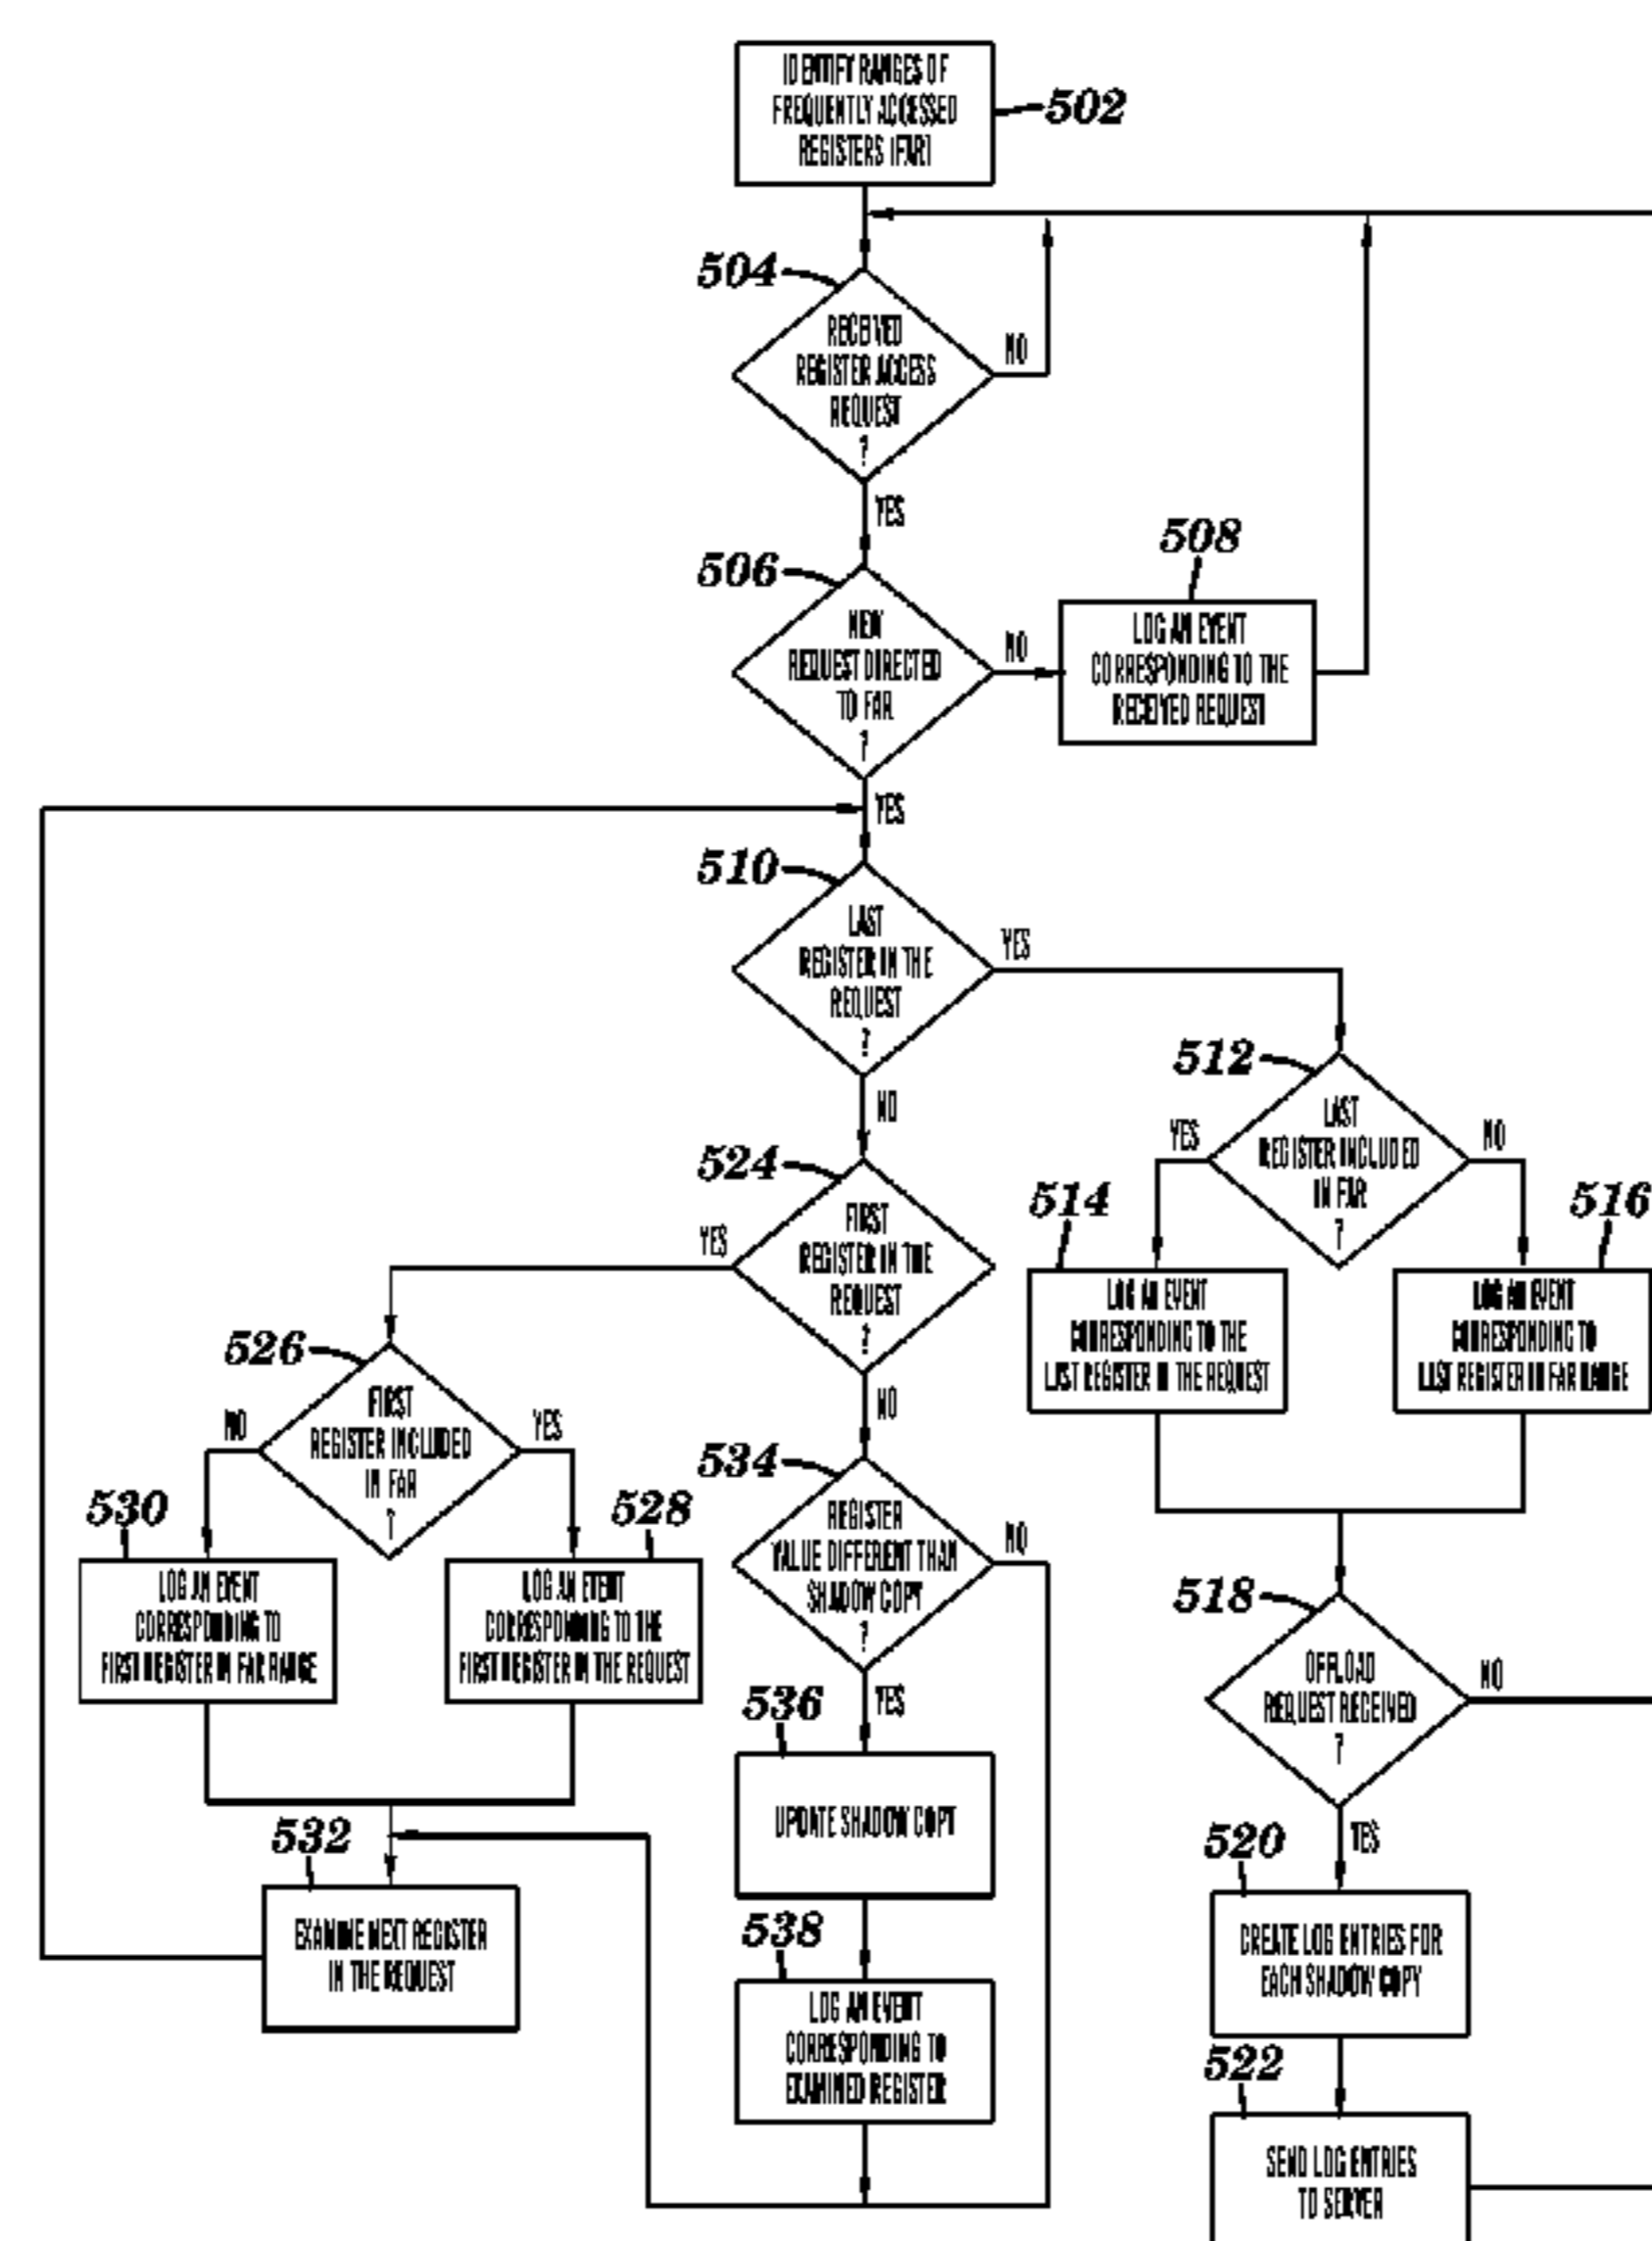 IDENTIFY RANGES OF
FREQUENTLY ACCESSED
REGISTERS (FAR)
502
504
RECEIVED
REGISTER ACCESS
REQUEST
?
NO
YES
506
NEW
REQUEST DIRECTED
TO FAR
?
NO
508
LOG AN EVENT
CORRESPONDING TO THE
RECEIVED REQUEST
YES
510
LAST
REGISTER IN THE
REQUEST
?
YES
NO
512
LAST
REGISTER INCLUDED
IN FAR
?
YES
NO
514
LOG AN EVENT
CORRESPONDING TO THE
LAST REGISTER IN THE REQUEST
516
LOG AN EVENT
CORRESPONDING TO
LAST REGISTER IN FAR RANGE
524
FIRST
REGISTER IN THE
REQUEST
?
YES
NO
526
FIRST
REGISTER INCLUDED
IN FAR
?
NO
YES
530
LOG AN EVENT
CORRESPONDING TO
FIRST REGISTER IN FAR RANGE
528
LOG AN EVENT
CORRESPONDING TO THE
FIRST REGISTER IN THE REQUEST
534
REGISTER
VALUE DIFFERENT THAN
SHADOW COPY
?
NO
YES
518
OFFLOAD
REQUEST RECEIVED
?
NO
YES
536
UPDATE SHADOW COPY
532
EXAMINE NEXT REGISTER
IN THE REQUEST
538
LOG AN EVENT
CORRESPONDING TO
EXAMINED REGISTER
520
CREATE LOG ENTRIES FOR
EACH SHADOW COPY
522
SEND LOG ENTRIES
TO SERVER